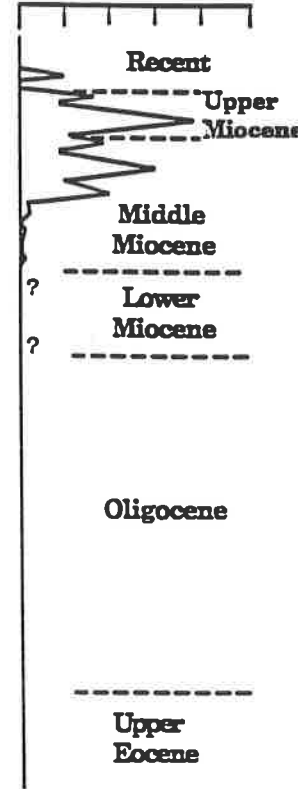 Recent
Upper
Miocene
Middle
Miocene
?
Lower
Miocene
?
Oligocene
Upper
Eocene